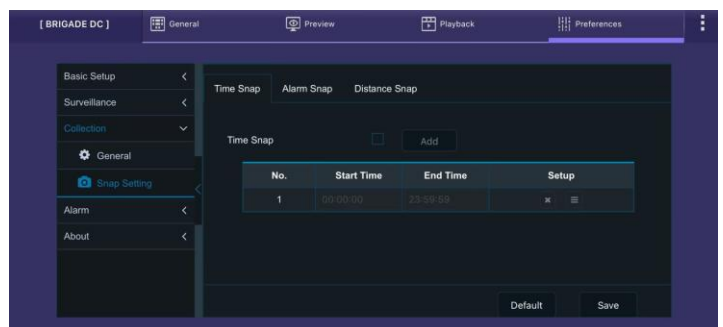 [ BRIGADE DC ] General Preview Playback Preferences
Basic Setup
Surveillance
Collection
General
Snap Setting
Alarm
About
Time Snap Alarm Snap Distance Snap
Time Snap Add
No. Start Time End Time Setup
1 00:00:00 23:59:59
Default Save